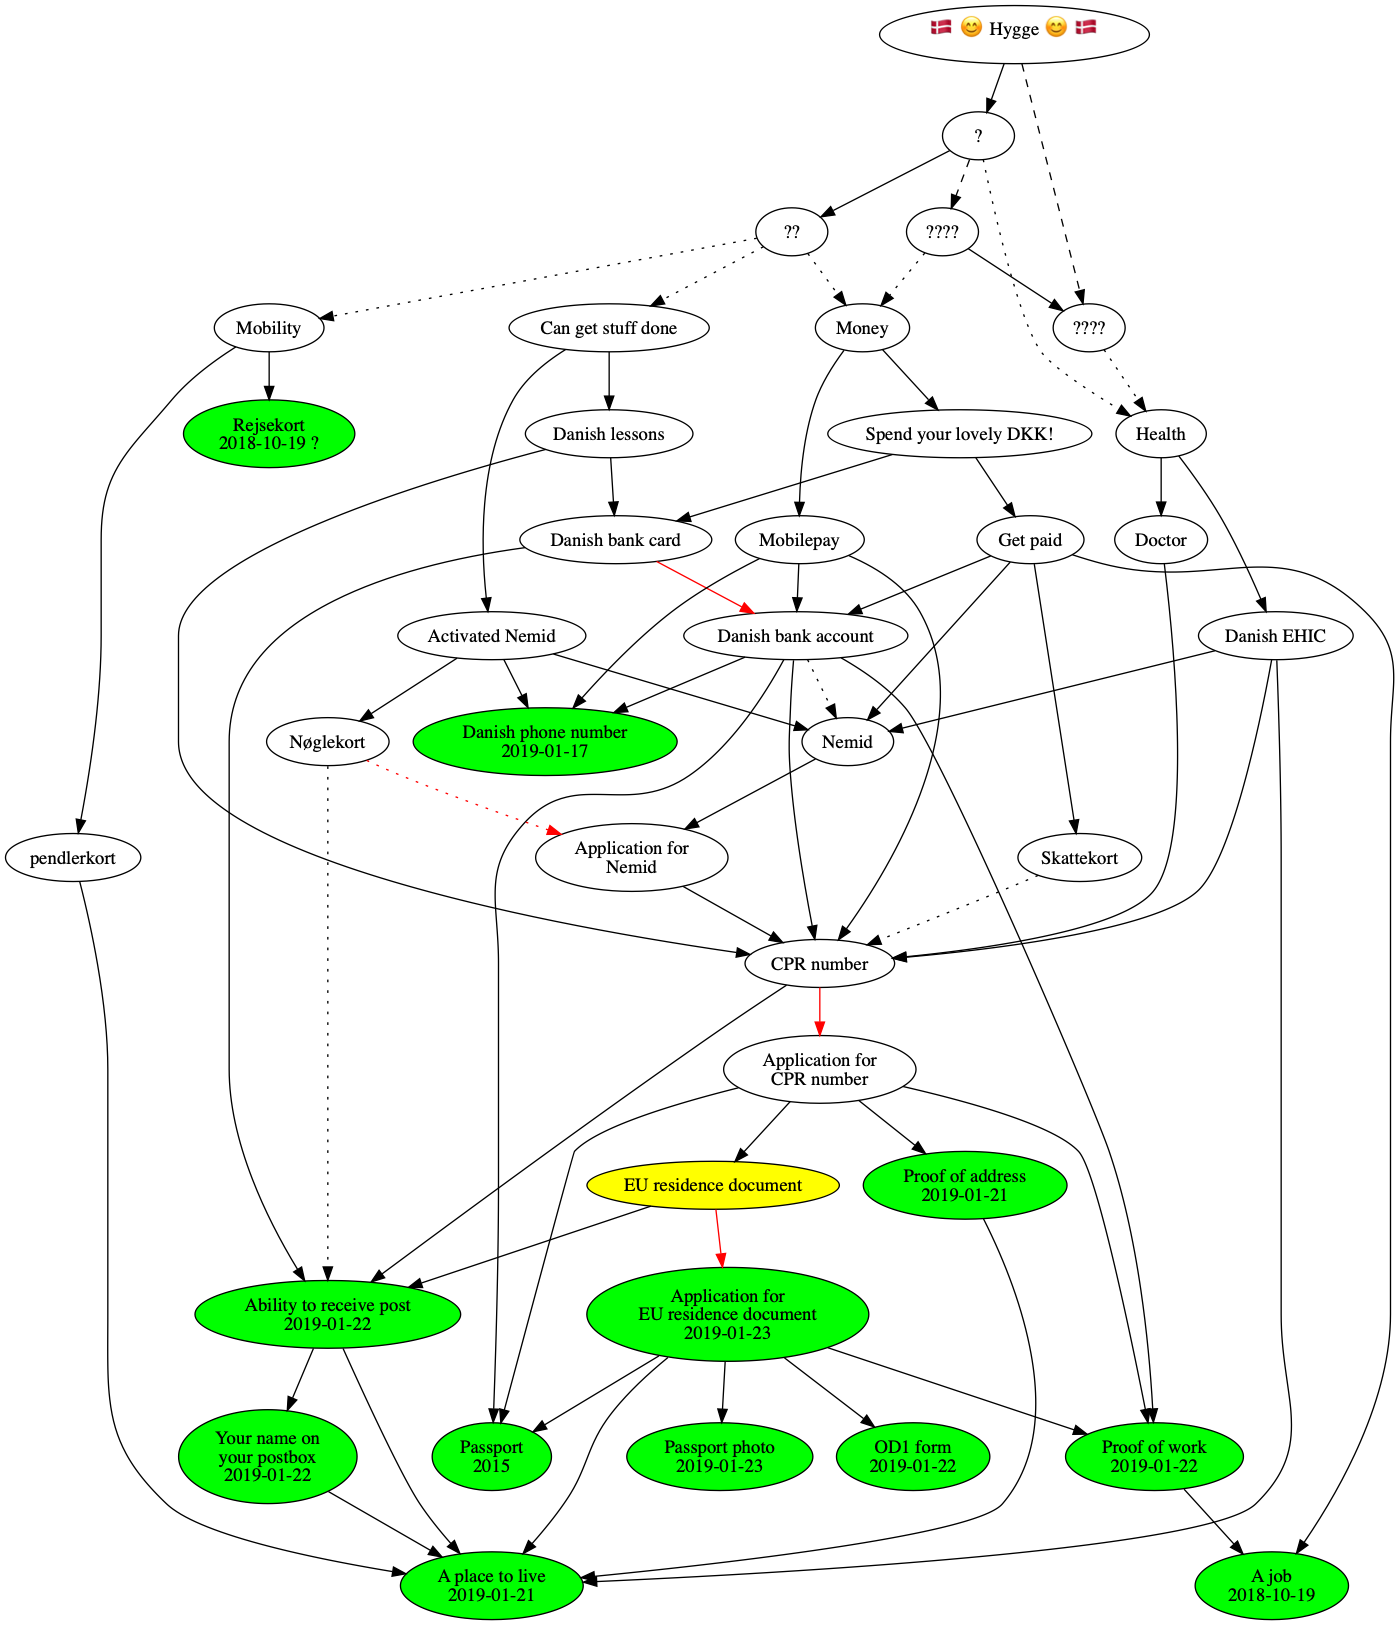 🇩🇰 😊 Hygge 😊 🇩🇰
?
??
????
Mobility
Can get stuff done
Money
????
Rejsekort
2018-10-19 ?
Danish lessons
Spend your lovely DKK!
Health
Danish bank card
Mobilepay
Get paid
Doctor
Activated Nemid
Danish bank account
Danish EHIC
Nøglekort
Danish phone number
2019-01-17
Nemid
pendlerkort
Application for
Nemid
Skattekort
CPR number
Application for
CPR number
EU residence document
Proof of address
2019-01-21
Ability to receive post
2019-01-22
Application for
EU residence document
2019-01-23
Your name on
your postbox
2019-01-22
Passport
2015
Passport photo
2019-01-23
OD1 form
2019-01-22
Proof of work
2019-01-22
A place to live
2019-01-21
A job
2018-10-19